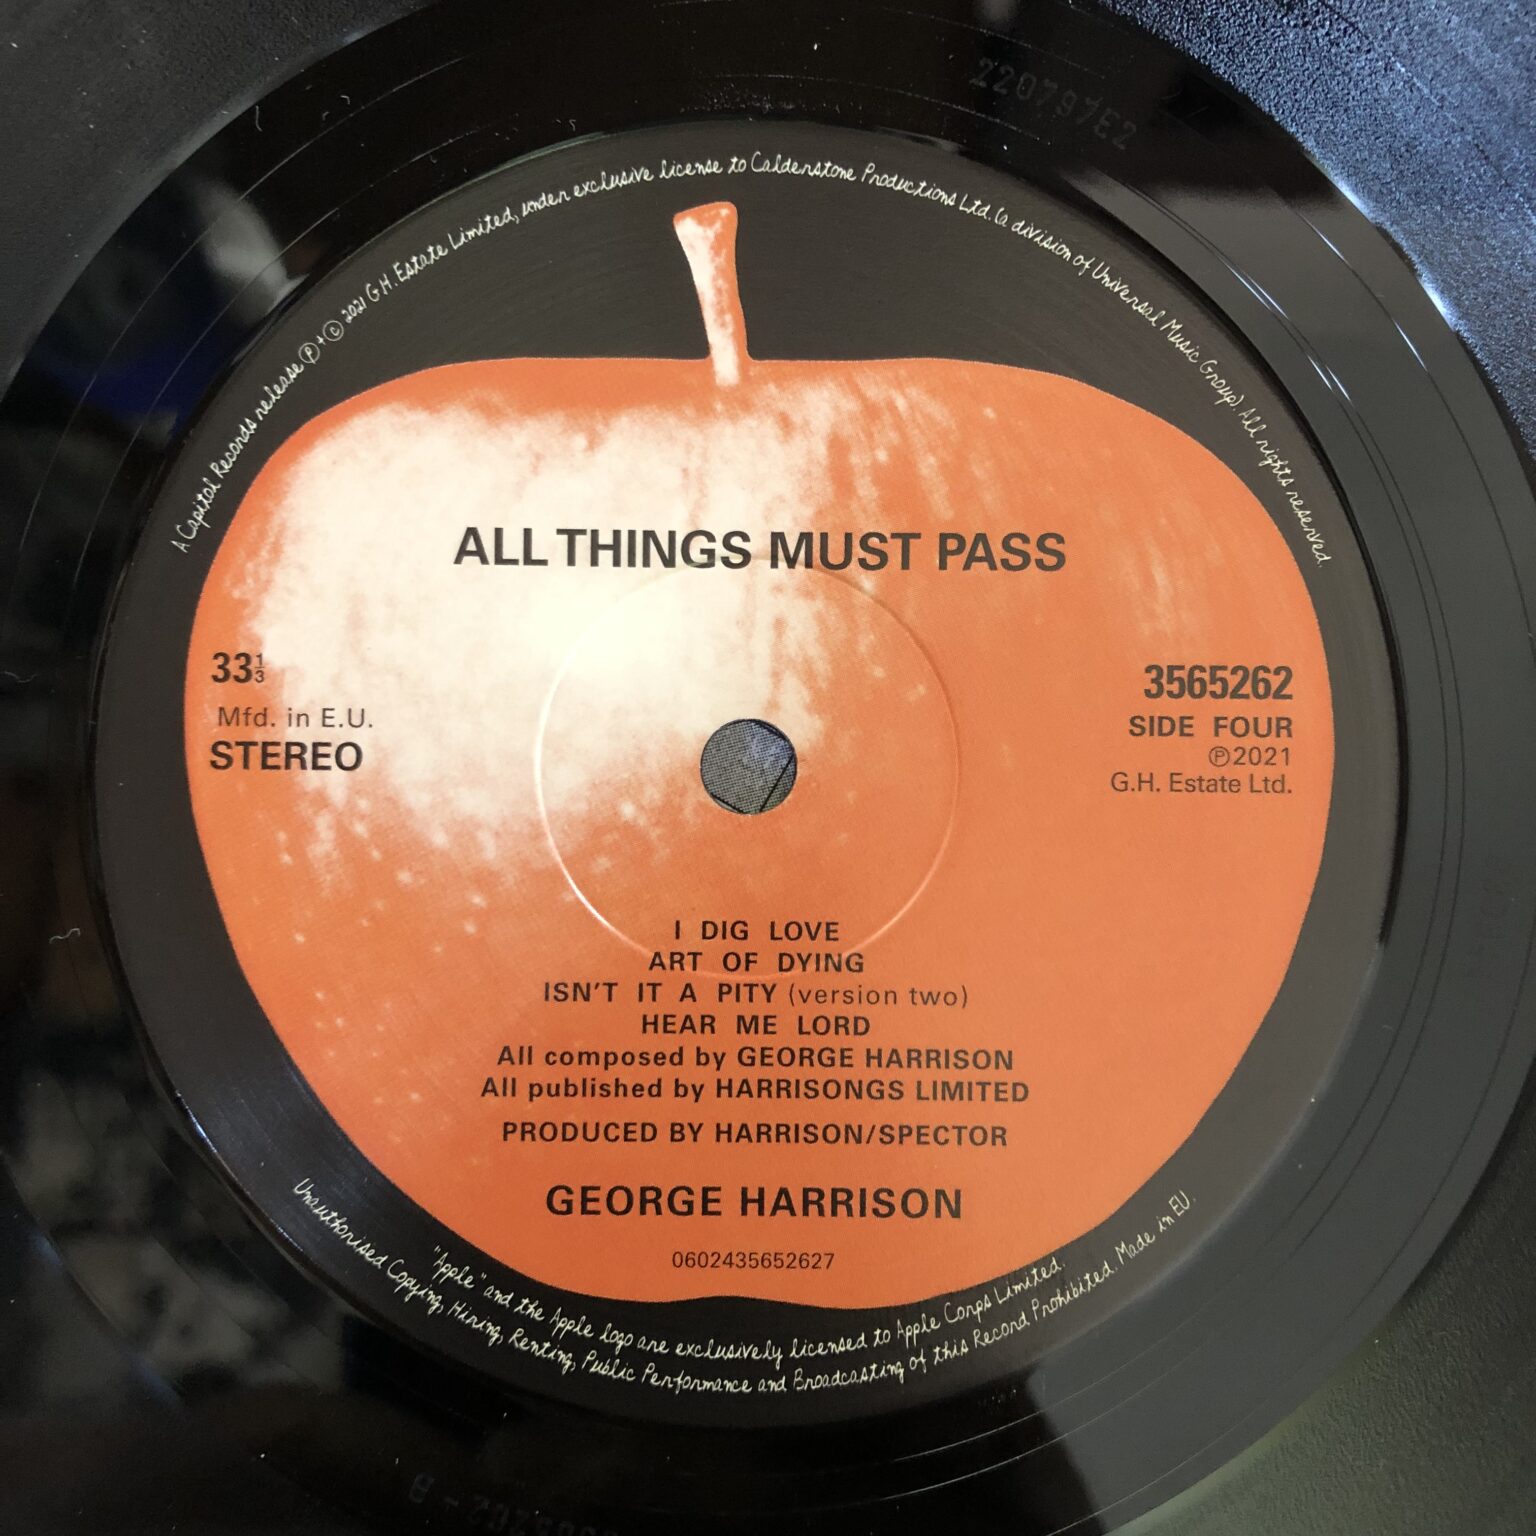 220797E2
A Capitol Records release ℗ + © 2021 G.H. Estate Limited, under exclusive license to Calderstone Productions Ltd. (a division of Universal Music Group). All rights reserved.
ALL THINGS MUST PASS
33⅓
Mfd. in E.U.
STEREO
3565262
SIDE FOUR
℗2021
G.H. Estate Ltd.
I DIG LOVE
ART OF DYING
ISN'T IT A PITY (version two)
HEAR ME LORD
All composed by GEORGE HARRISON
All published by HARRISONGS LIMITED
PRODUCED BY HARRISON/SPECTOR
GEORGE HARRISON
0602435652627
"Apple" and the Apple logo are exclusively licensed to Apple Corps Limited.
Unauthorised Copying, Hiring, Renting, Public Performance and Broadcasting of this Record Prohibited. Made in EU.